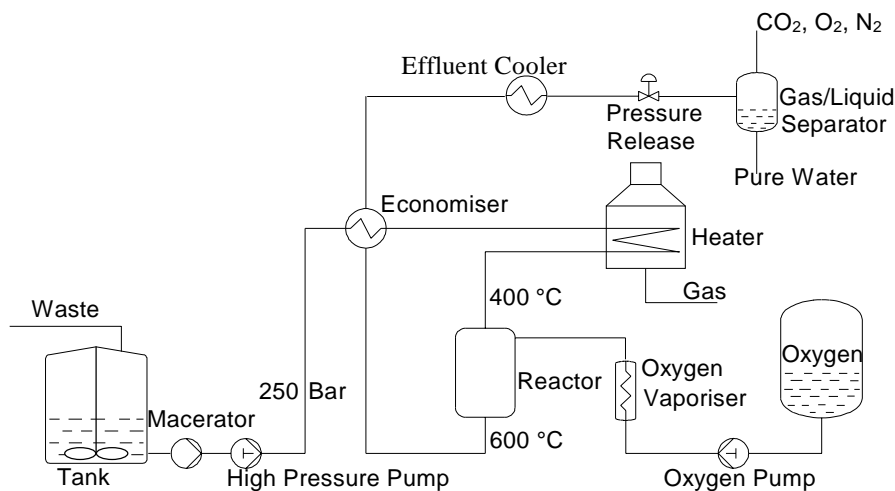 CO2, O2, N2
Effluent Cooler
Gas/Liquid
Separator
Pressure
Release
Pure Water
Economiser
Heater
400 °C
Gas
Waste
Oxygen
Reactor
Oxygen
Vaporiser
250 Bar
Macerator
600 °C
Tank
High Pressure Pump
Oxygen Pump